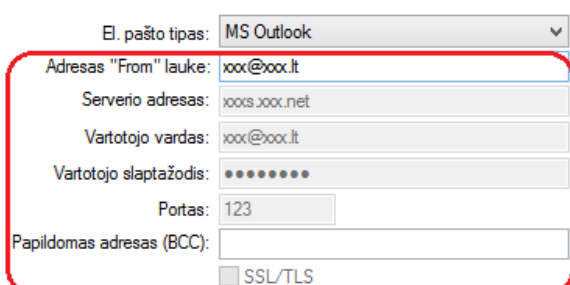 El. pašto tipas: MS Outlook
Adresas "From" lauke: xxx@xxx.lt
Serverio adresas: xxxs.xxx.net
Vartotojo vardas: xxx@xxx.lt
Vartotojo slaptažodis: ●●●●●●●●
Portas: 123
Papildomas adresas (BCC):
SSL/TLS